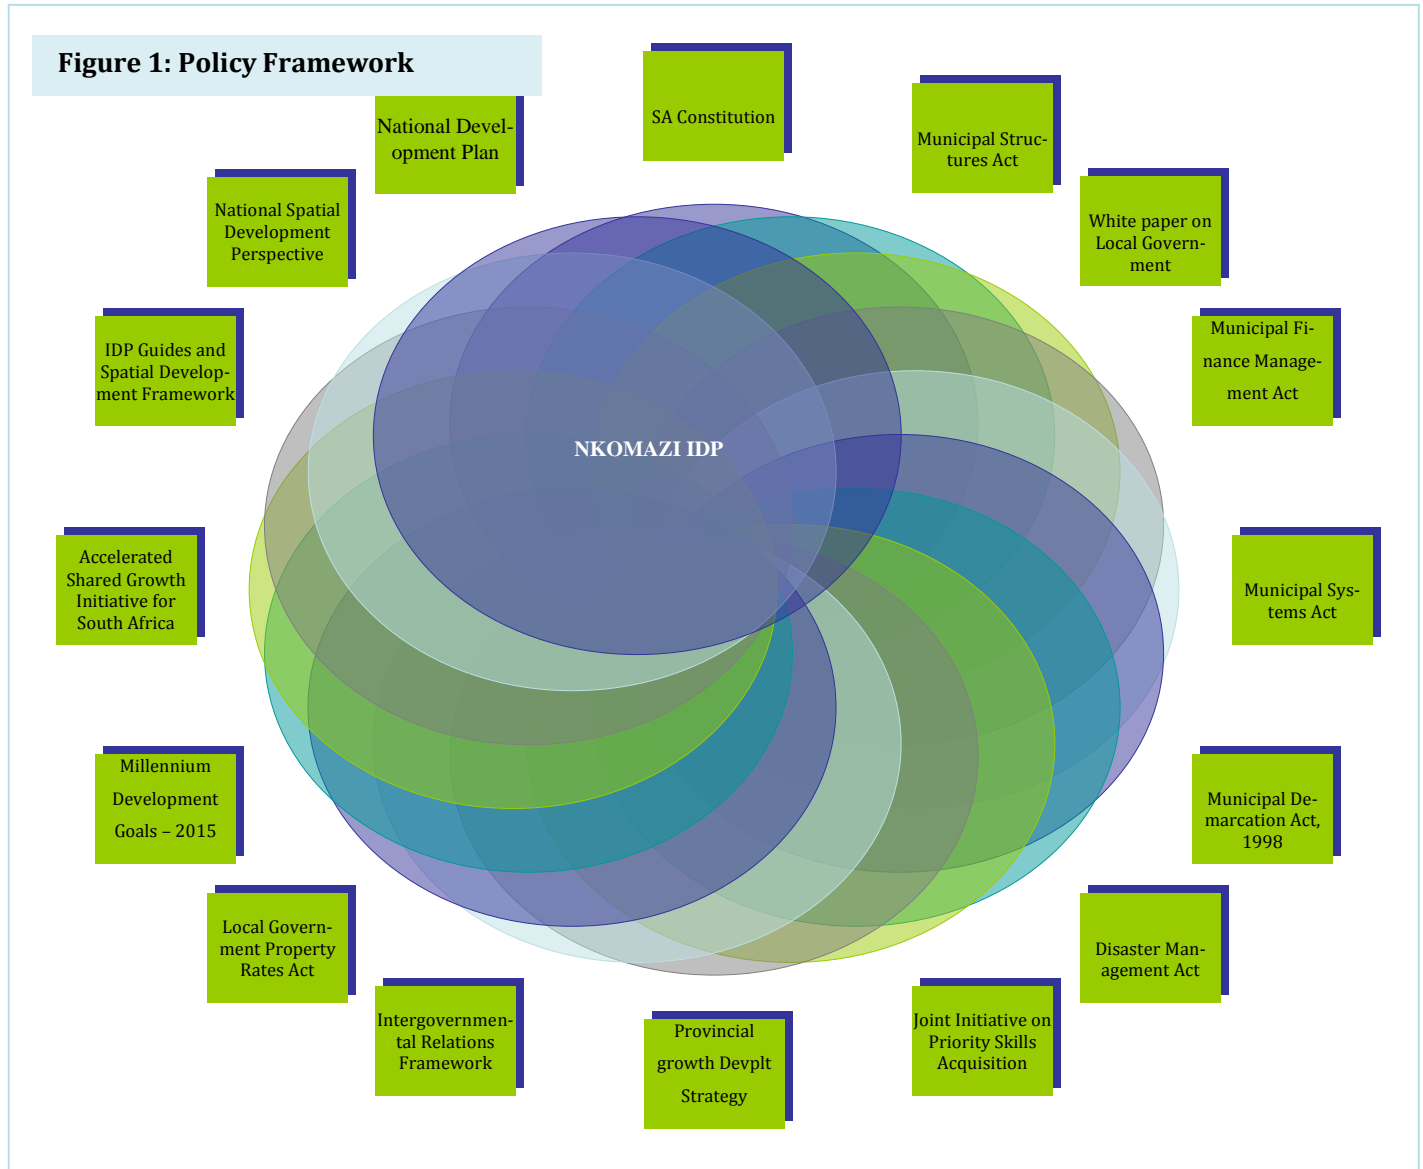 Figure 1: Policy Framework
SA Constitution
Municipal Struc-
tures Act
White paper on
Local Govern-
ment
Municipal Fi-
nance Manage-
ment Act
Municipal Sys-
tems Act
Municipal De-
marcation Act,
1998
Disaster Man-
agement Act
Joint Initiative on
Priority Skills
Acquisition
Provincial
growth Devplt
Strategy
Intergovernmen-
tal Relations
Framework
Local Govern-
ment Property
Rates Act
Millennium
Development
Goals – 2015
Accelerated
Shared Growth
Initiative for
South Africa
IDP Guides and
Spatial Develop-
ment Framework
National Spatial
Development
Perspective
National Devel-
opment Plan
NKOMAZI IDP